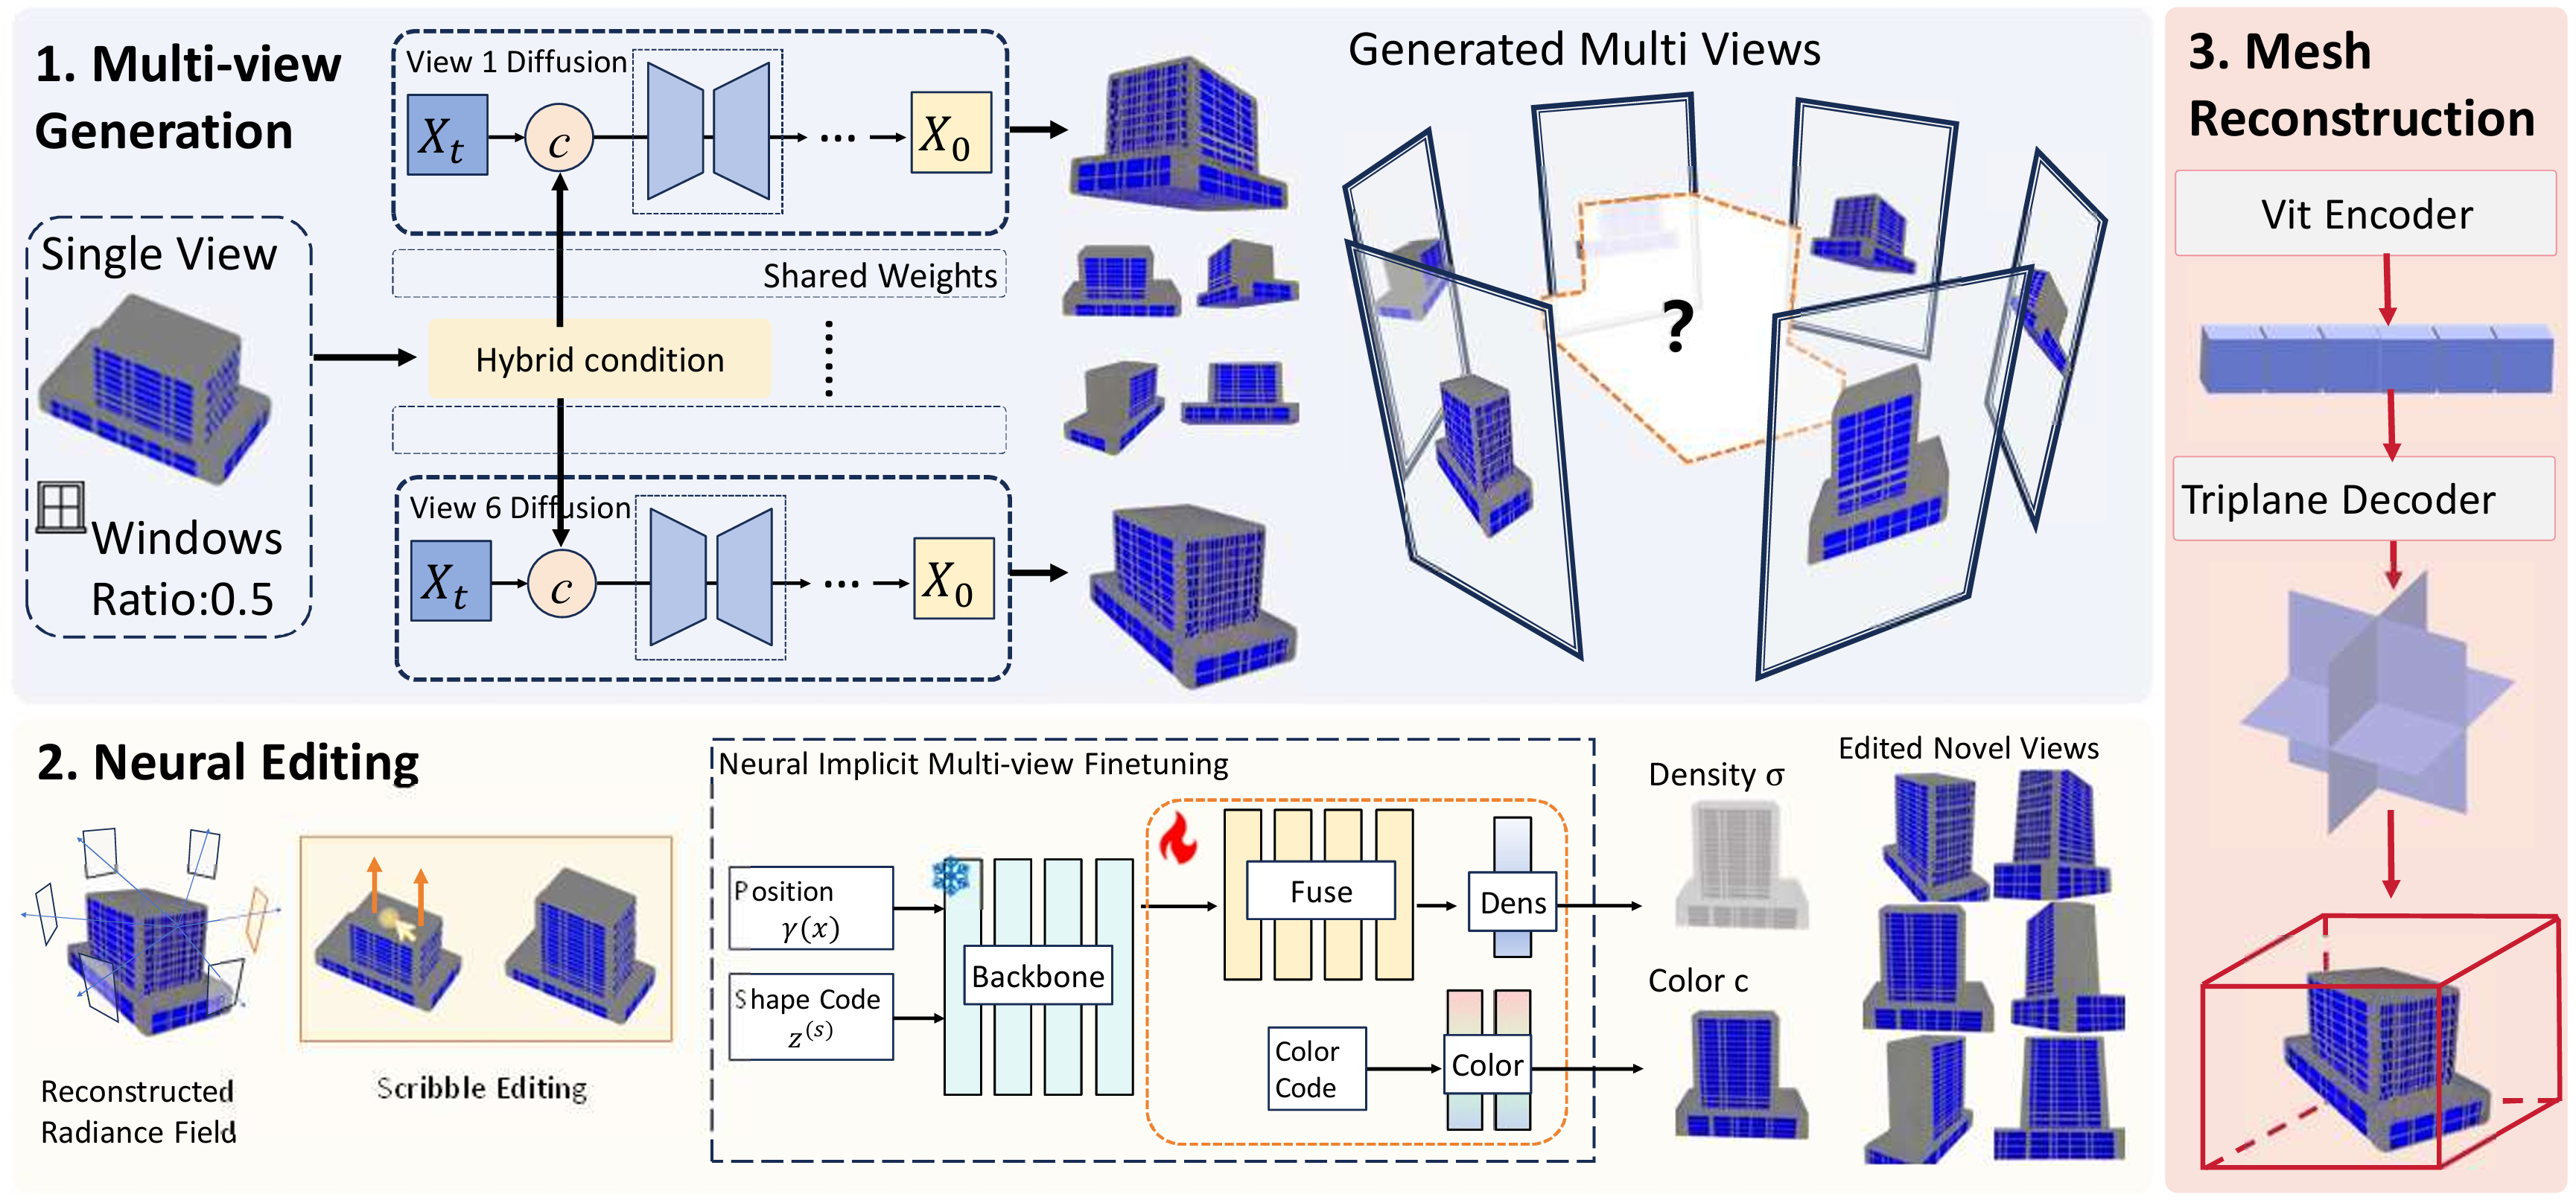 1. Multi-view
Generation
Single View
Windows
Ratio:0.5
View 1 Diffusion
X_t
c
...
X_0
Shared Weights
Hybrid condition
View 6 Diffusion
X_t
c
...
X_0
Generated Multi Views
?
2. Neural Editing
Reconstructed
Radiance Field
Scribble Editing
Neural Implicit Multi-view Finetuning
Position
γ(x)
Shape Code
z^(s)
Backbone
Fuse
Dens
Color
Code
Color
Density σ
Color c
Edited Novel Views
3. Mesh
Reconstruction
Vit Encoder
Triplane Decoder